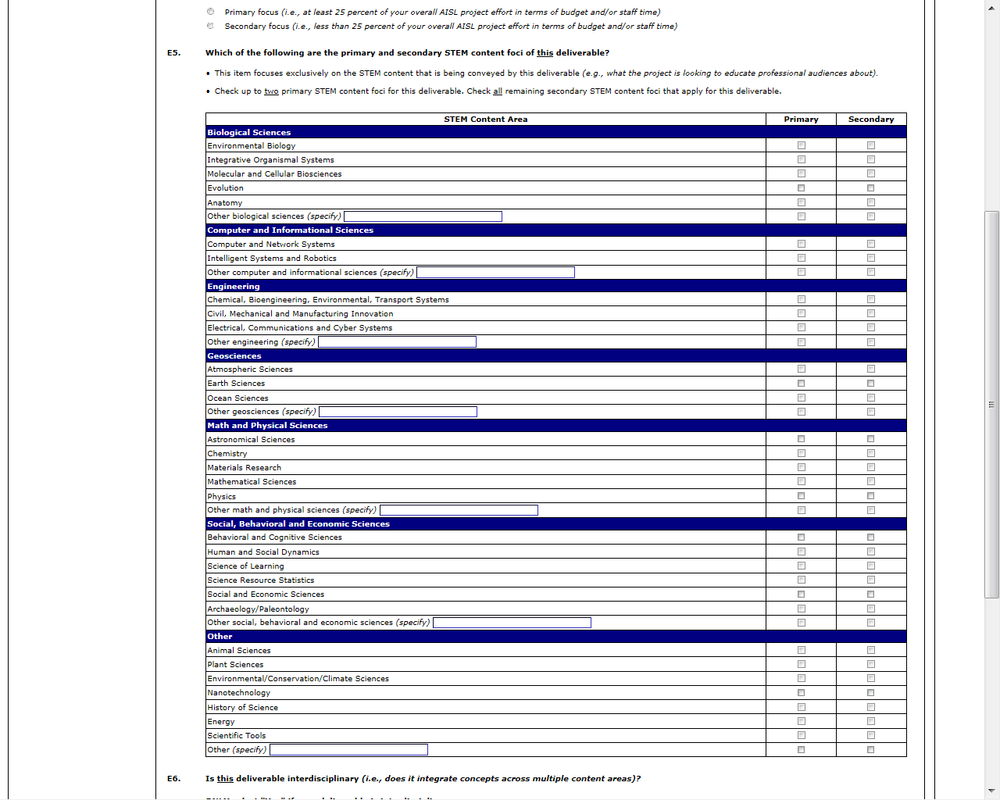 Primary focus (i.e., at least 25 percent of your overall AISL project effort in terms of budget and/or staff time)
Secondary focus (i.e., less than 25 percent of your overall AISL project effort in terms of budget and/or staff time)
E5. Which of the following are the primary and secondary STEM content foci of this deliverable?
• This item focuses exclusively on the STEM content that is being conveyed by this deliverable (e.g., what the project is looking to educate professional audiences about).
• Check up to two primary STEM content foci for this deliverable. Check all remaining secondary STEM content foci that apply for this deliverable.
STEM Content Area Primary Secondary
Biological Sciences
Environmental Biology
Integrative Organismal Systems
Molecular and Cellular Biosciences
Evolution
Anatomy
Other biological sciences (specify)
Computer and Informational Sciences
Computer and Network Systems
Intelligent Systems and Robotics
Other computer and informational sciences (specify)
Engineering
Chemical, Bioengineering, Environmental, Transport Systems
Civil, Mechanical and Manufacturing Innovation
Electrical, Communications and Cyber Systems
Other engineering (specify)
Geosciences
Atmospheric Sciences
Earth Sciences
Ocean Sciences
Other geosciences (specify)
Math and Physical Sciences
Astronomical Sciences
Chemistry
Materials Research
Mathematical Sciences
Physics
Other math and physical sciences (specify)
Social, Behavioral and Economic Sciences
Behavioral and Cognitive Sciences
Human and Social Dynamics
Science of Learning
Science Resource Statistics
Social and Economic Sciences
Archaeology/Paleontology
Other social, behavioral and economic sciences (specify)
Other
Animal Sciences
Plant Sciences
Environmental/Conservation/Climate Sciences
Nanotechnology
History of Science
Energy
Scientific Tools
Other (specify)
E6. Is this deliverable interdisciplinary (i.e., does it integrate concepts across multiple content areas)?